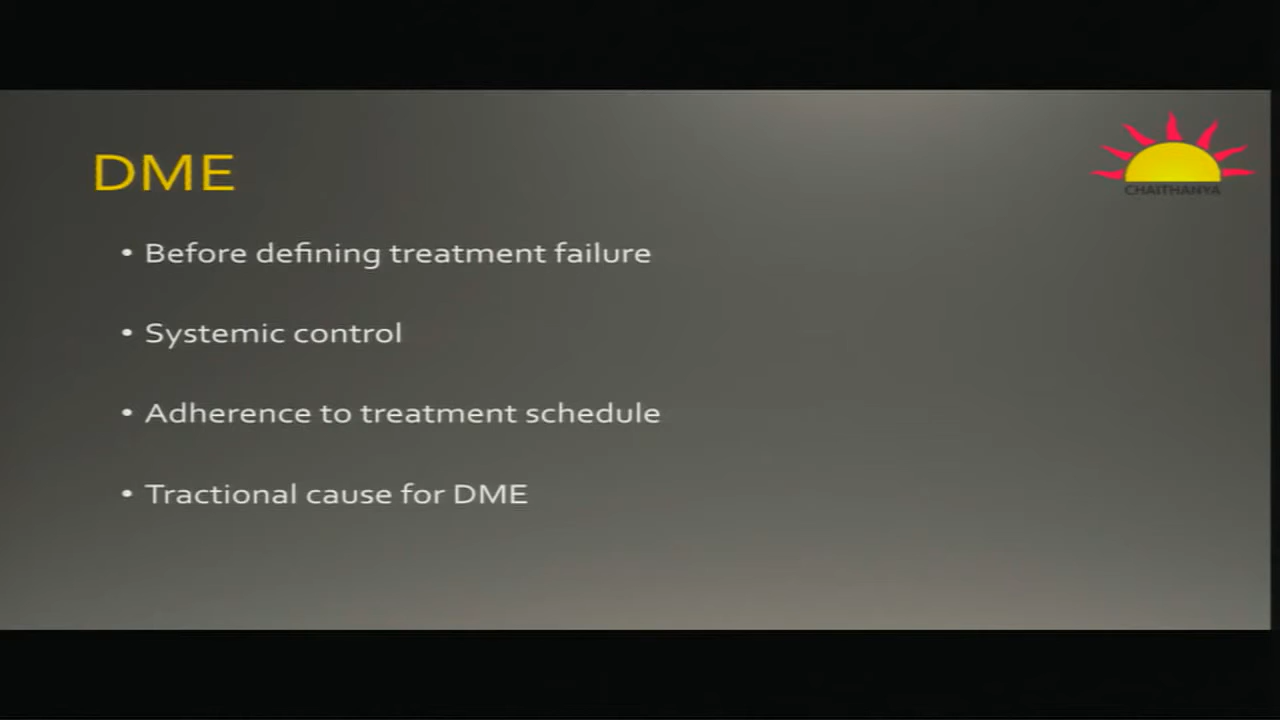 DME
CHAITHANYA
• Before defining treatment failure
• Systemic control
• Adherence to treatment schedule
• Tractional cause for DME